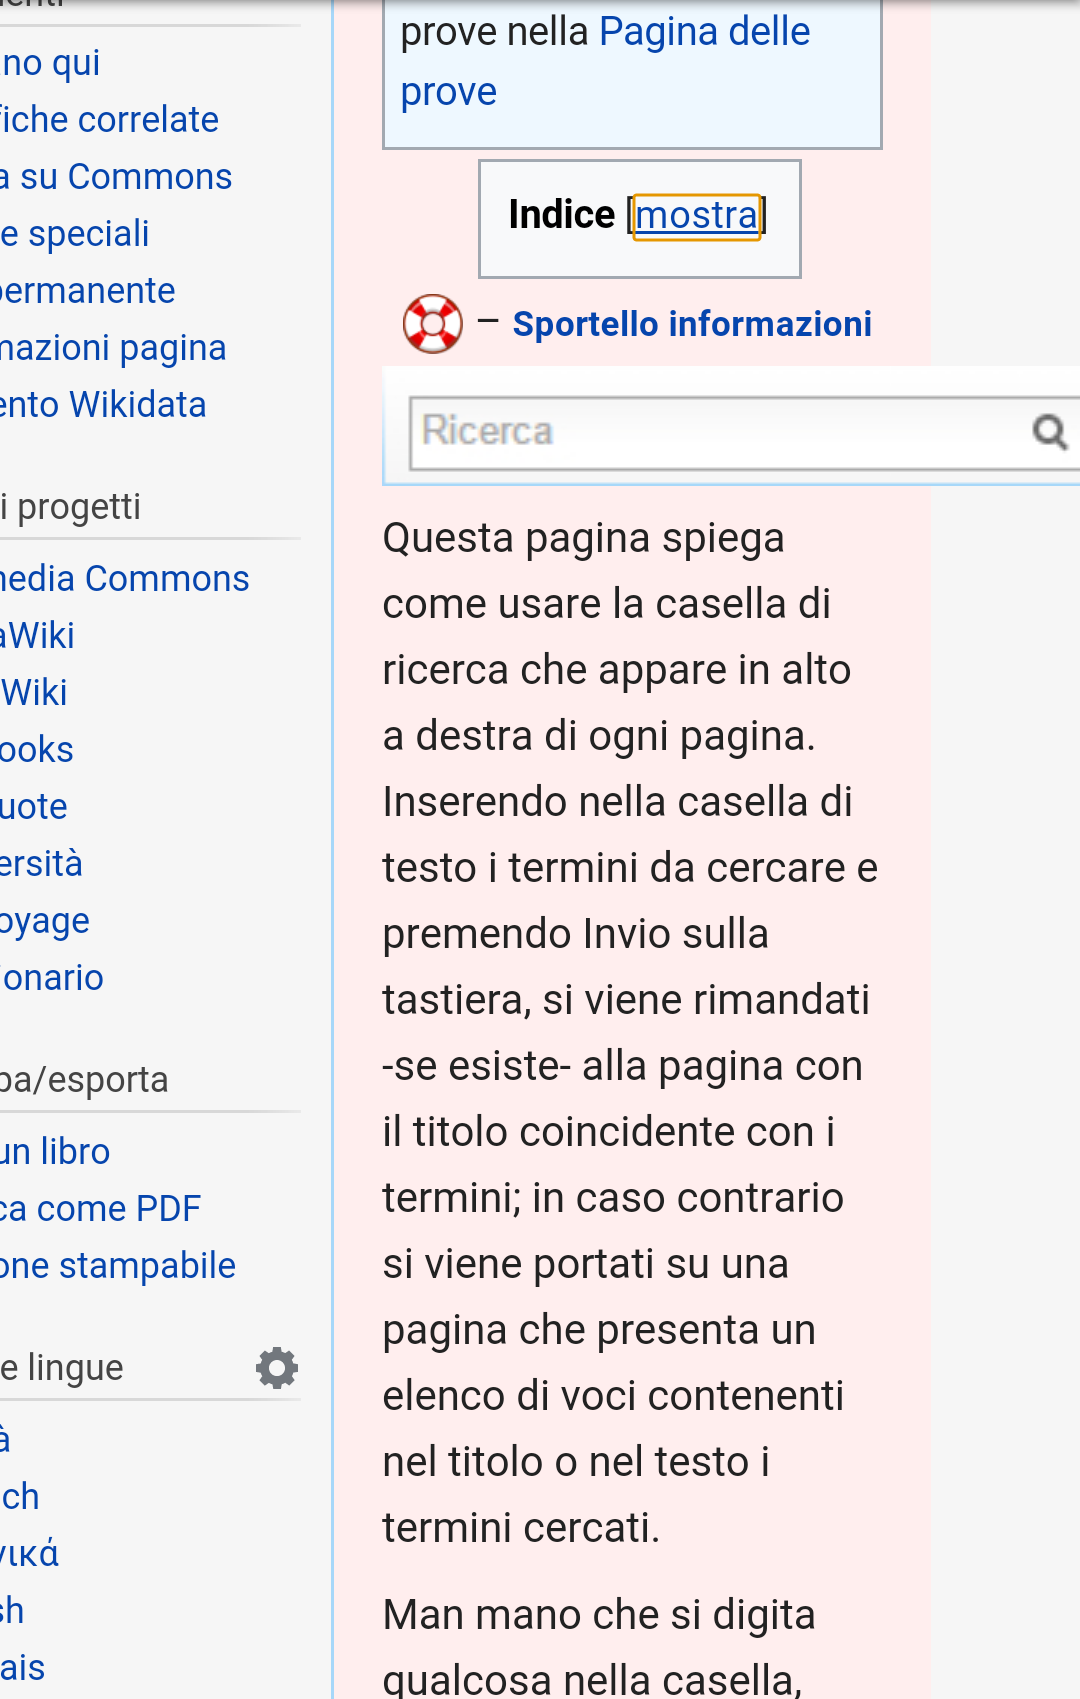 no qui
iche correlate
a su Commons
e speciali
permanente
mazioni pagina
ento Wikidata
i progetti
media Commons
aWiki
Wiki
ooks
uote
ersità
oyage
ionario
pa/esporta
un libro
ca come PDF
one stampabile
e lingue
à
ch
νικά
sh
ais
prove nella Pagina delle
prove
Indice [mostra]
– Sportello informazioni
Ricerca
Questa pagina spiega
come usare la casella di
ricerca che appare in alto
a destra di ogni pagina.
Inserendo nella casella di
testo i termini da cercare e
premendo Invio sulla
tastiera, si viene rimandati
-se esiste- alla pagina con
il titolo coincidente con i
termini; in caso contrario
si viene portati su una
pagina che presenta un
elenco di voci contenenti
nel titolo o nel testo i
termini cercati.
Man mano che si digita
qualcosa nella casella,